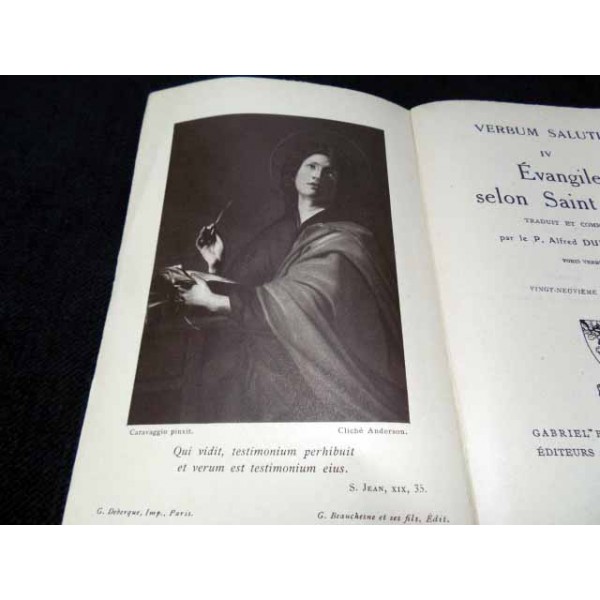 Caravaggio pinxit.
Cliché Anderson.
Qui vidit, testimonium perhibuit
et verum est testimonium eius.
S. JEAN, XIX, 35.
G. Deberque, Imp., Paris.
G. Beauchesne et ses fils, Édit.
VERBUM SALUTI
IV
Évangile
selon Saint
TRADUIT ET COMM
par le P. Alfred DU
VINGT-NEUVIÈME
GABRIEL
ÉDITEURS